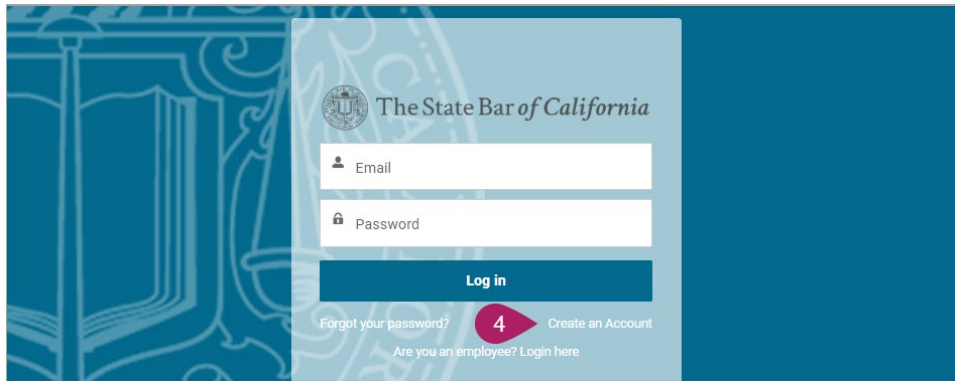 The State Bar of California
Email
Password
Log in
Forgot your password? 4 Create an Account
Are you an employee? Login here